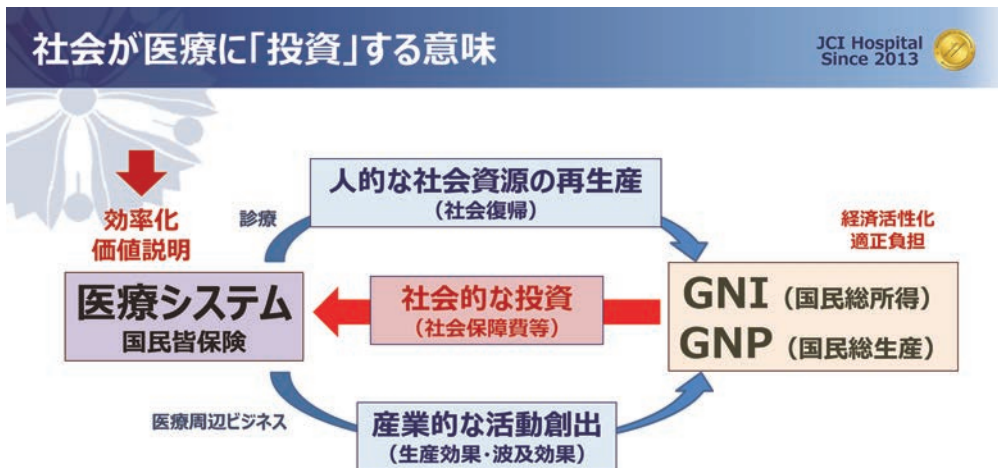 社会が医療に「投資」する意味
JCI Hospital
Since 2013
人的な社会資源の再生産
(社会復帰)
効率化
価値説明
診療
経済活性化
適正負担
医療システム
国民皆保険
社会的な投資
(社会保障費等)
GNI (国民総所得)
GNP (国民総生産)
医療周辺ビジネス
産業的な活動創出
(生産効果・波及効果)